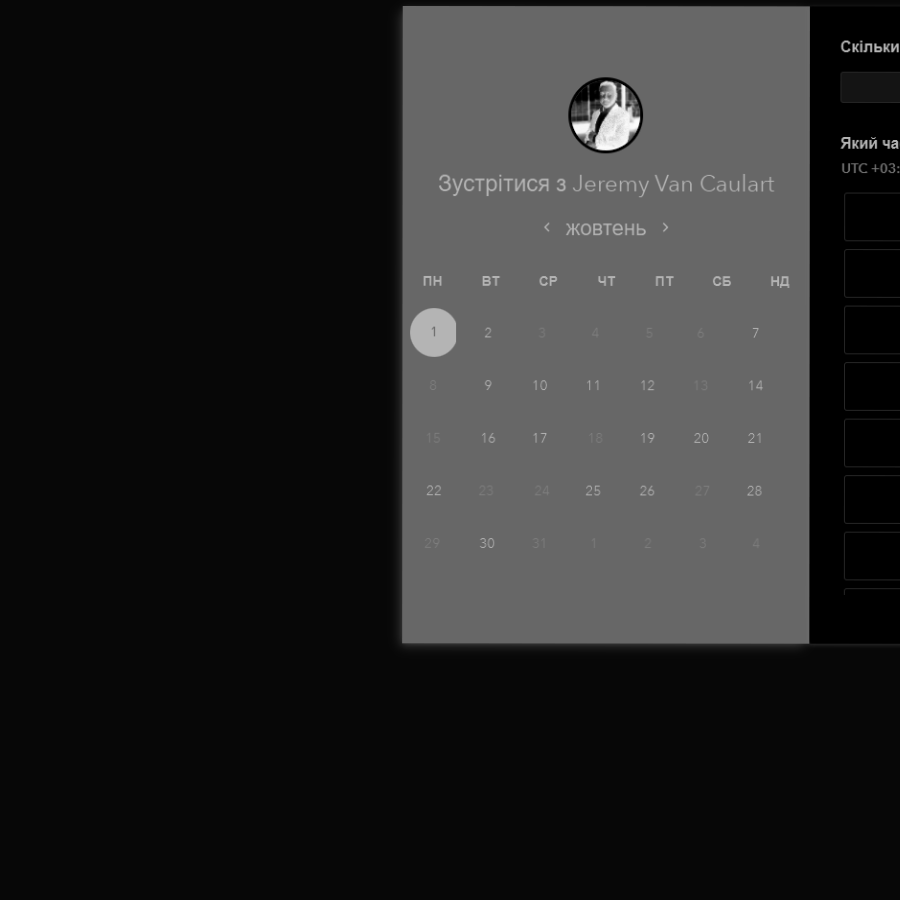 Зустрітися з Jeremy Van Caulart
жовтень
ПН ВТ СР ЧТ ПТ СБ НД
1 2 3 4 5 6 7
8 9 10 11 12 13 14
15 16 17 18 19 20 21
22 23 24 25 26 27 28
29 30 31 1 2 3 4
Скільки
Який ча
UTC +03: